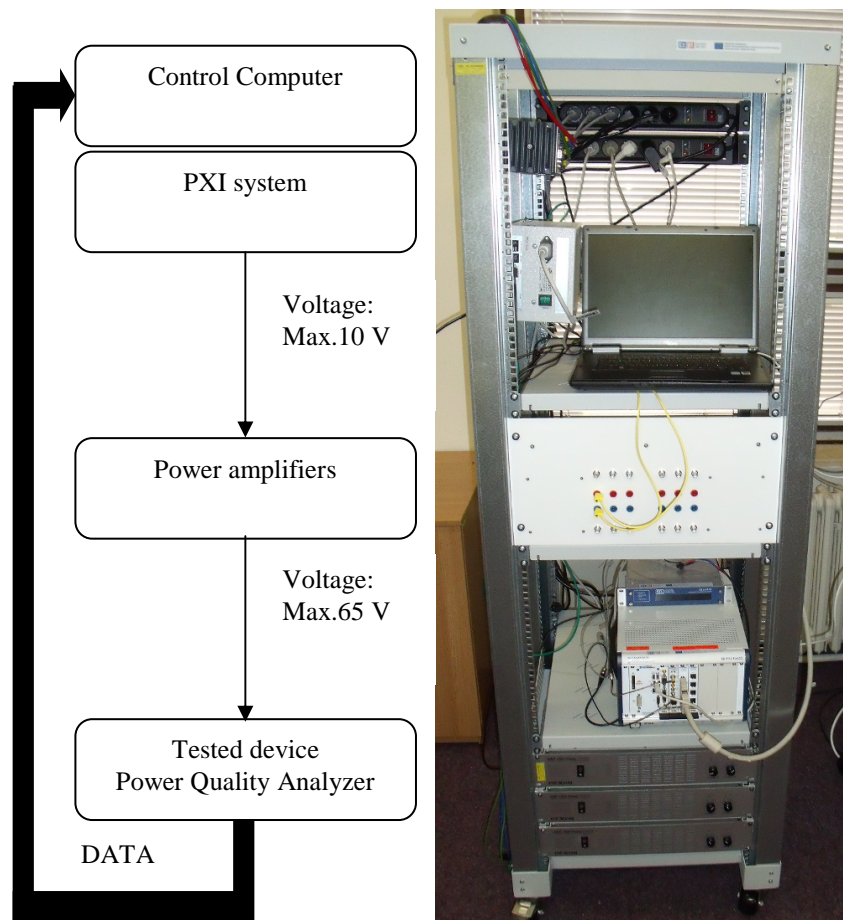 Control Computer
PXI system
Voltage:
Max.10 V
Power amplifiers
Voltage:
Max.65 V
Tested device
Power Quality Analyzer
DATA